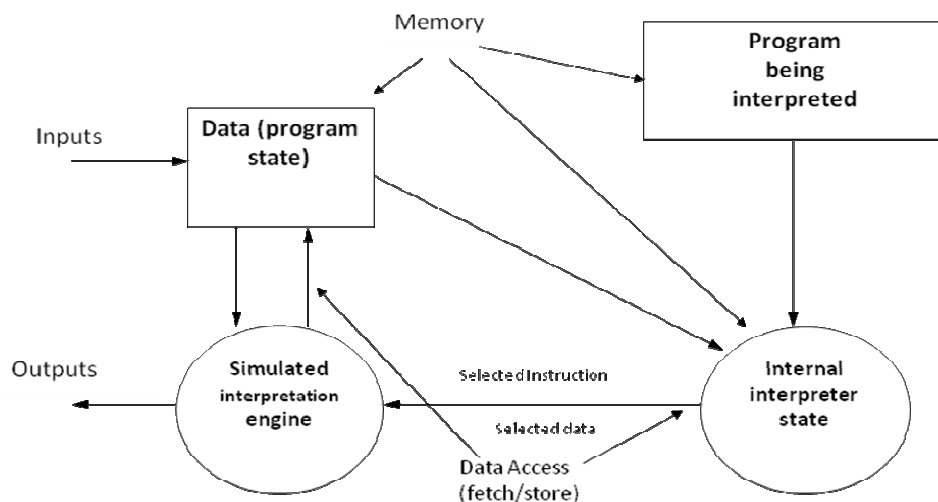 Memory
Program
being
interpreted
Inputs
Data (program
state)
Outputs
Simulated
interpretation
engine
Selected Instruction
Selected data
Internal
interpreter
state
Data Access
(fetch/store)